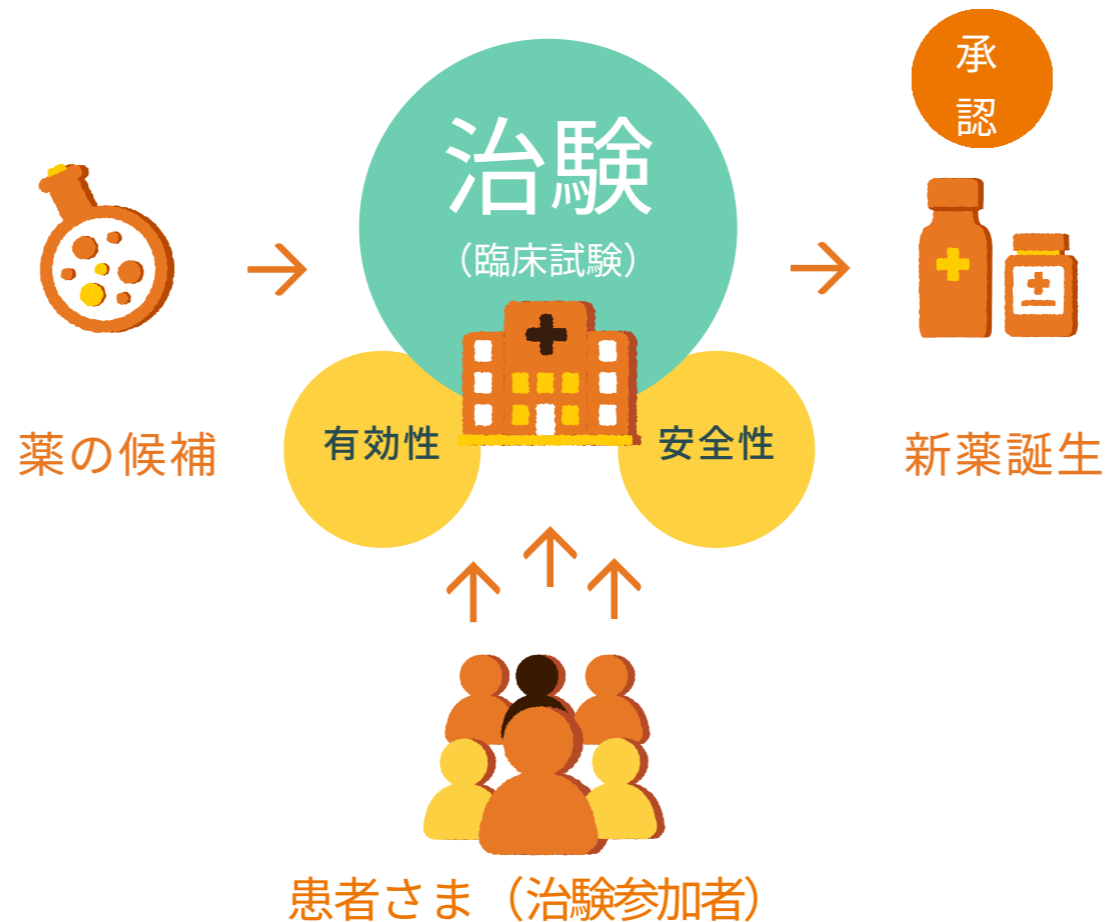 承
認
治験
（臨床試験）
有効性
安全性
薬の候補
新薬誕生
患者さま（治験参加者）